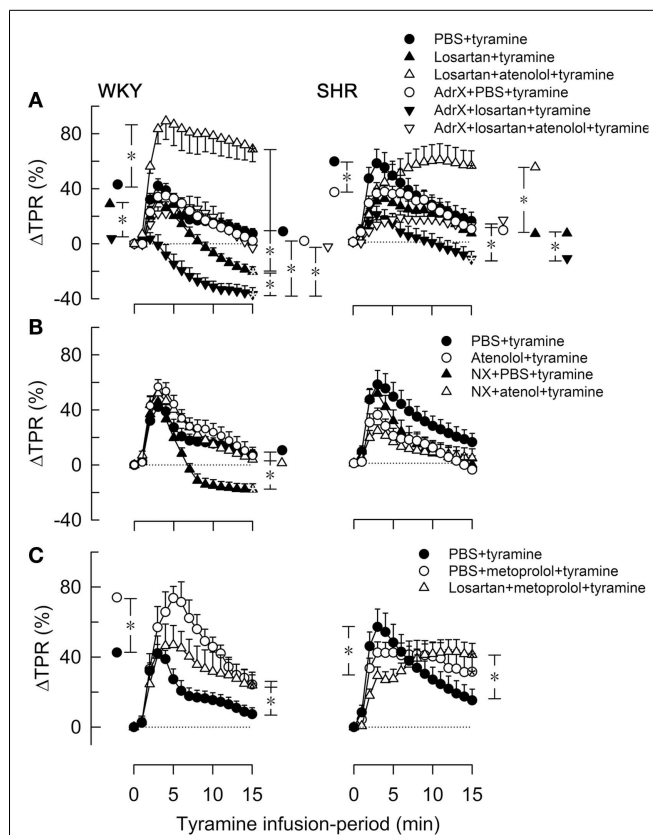 PBS+tyramine
Losartan+tyramine
Losartan+atenolol+tyramine
AdrX+PBS+tyramine
AdrX+losartan+tyramine
AdrX+losartan+atenolol+tyramine
A
WKY
SHR
ΔTPR (%)
80
40
0
-40
*
*
*
*
*
*
*
*
*
*
B
PBS+tyramine
Atenolol+tyramine
NX+PBS+tyramine
NX+atenol+tyramine
ΔTPR (%)
80
40
0
-40
*
C
PBS+tyramine
PBS+metoprolol+tyramine
Losartan+metoprolol+tyramine
ΔTPR (%)
80
40
0
*
*
*
*
0 5 10 15 0 5 10 15
Tyramine infusion-period (min)